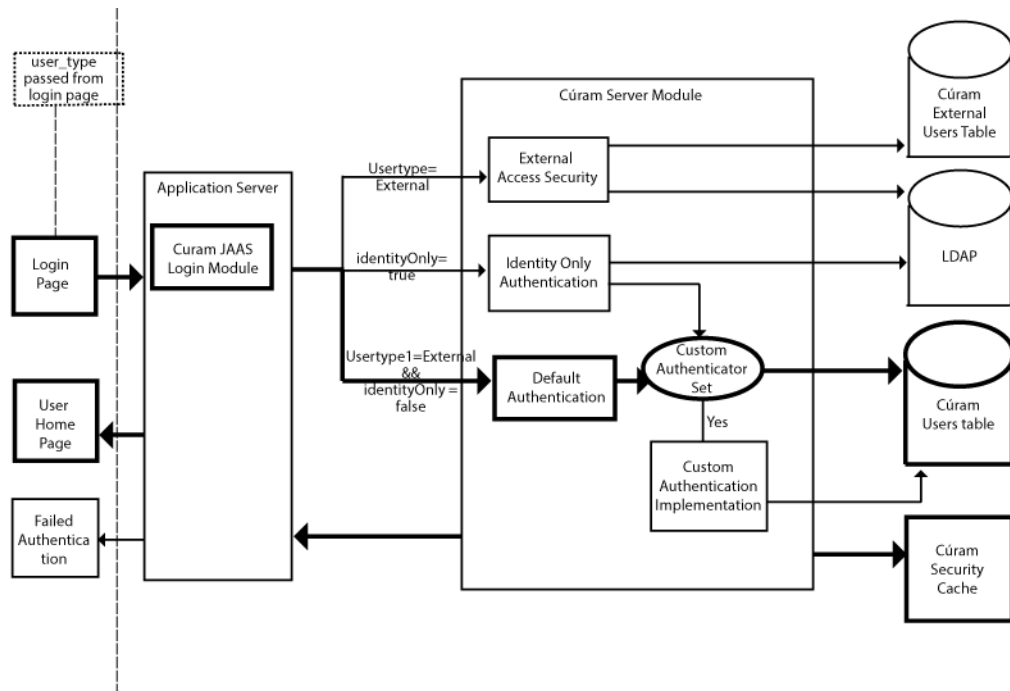 user_type
passed from
login page
Login
Page
User
Home
Page
Failed
Authentica
tion
Application Server
Curam JAAS
Login Module
Usertype=
External
identityOnly=
true
Usertype1=External
&&
identityOnly =
false
Cúram Server Module
External
Access Security
Identity Only
Authentication
Default
Authentication
Custom
Authenticator
Set
Yes
Custom
Authentication
Implementation
Cúram
External
Users Table
LDAP
Cúram
Users table
Cúram
Security
Cache